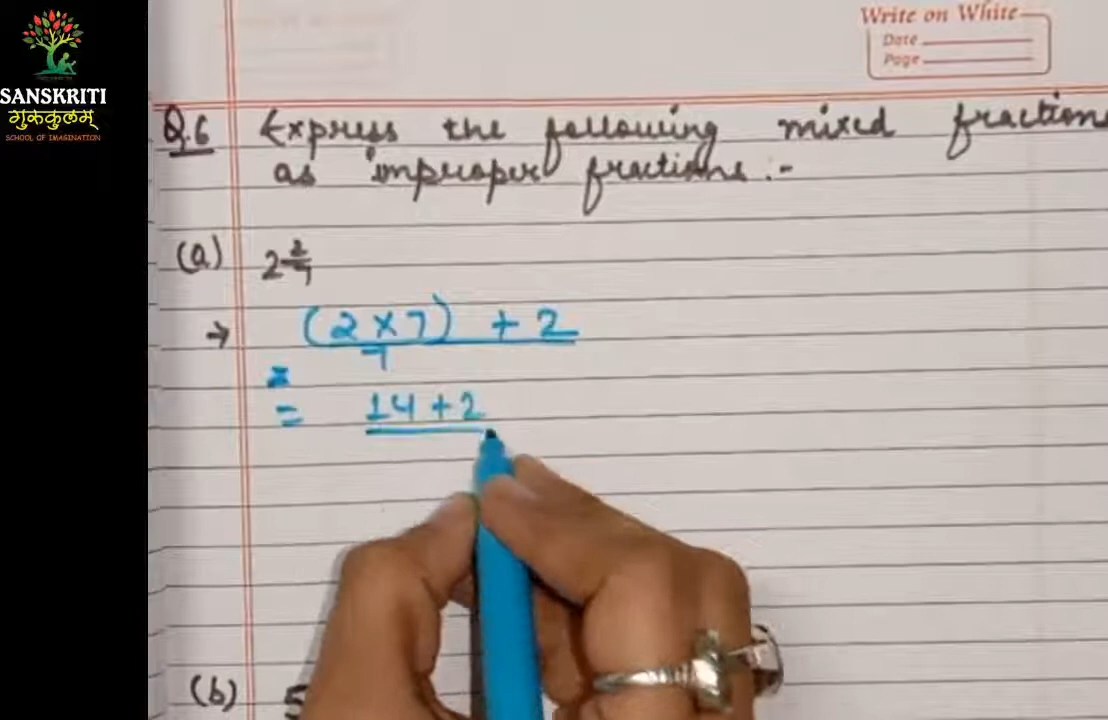 SANSKRITI
गुरुकुलम्
SCHOOL OF IMAGINATION
Write on White
Date
Page
Q.6 Express the following mixed fractions
as improper fractions :-
(a) 2 2/7
→ (2 × 7) + 2
7
= 14 + 2
(b) 5